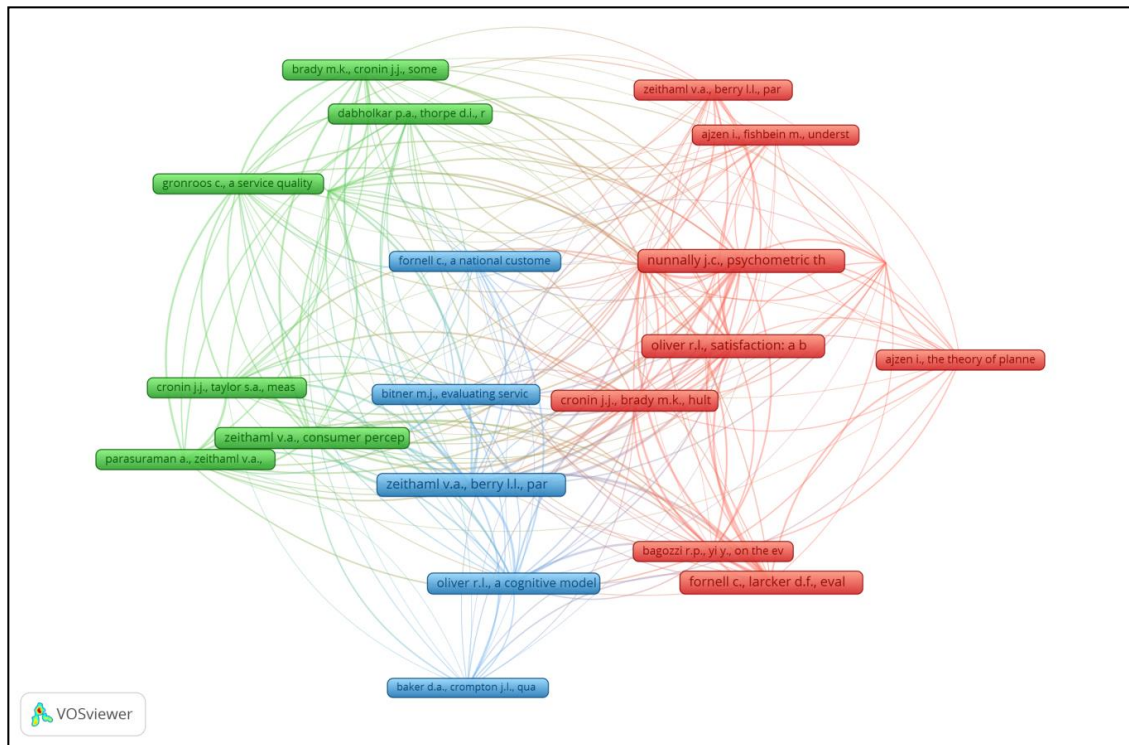 brady m.k., cronin j.j., some
zeithaml v.a., berry l.l., par
dabholkar p.a., thorpe d.i., r
ajzen i., fishbein m., underst
gronroos c., a service quality
fornell c., a national custome
nunnally j.c., psychometric th
oliver r.l., satisfaction: a b
ajzen i., the theory of planne
cronin j.j., taylor s.a., meas
bitner m.j., evaluating servic
cronin j.j., brady m.k., hult
zeithaml v.a., consumer percep
parasuraman a., zeithaml v.a.,
zeithaml v.a., berry l.l., par
bagozzi r.p., yi y., on the ev
oliver r.l., a cognitive model
fornell c., larcker d.f., eval
baker d.a., crompton j.l., qua
VOSviewer